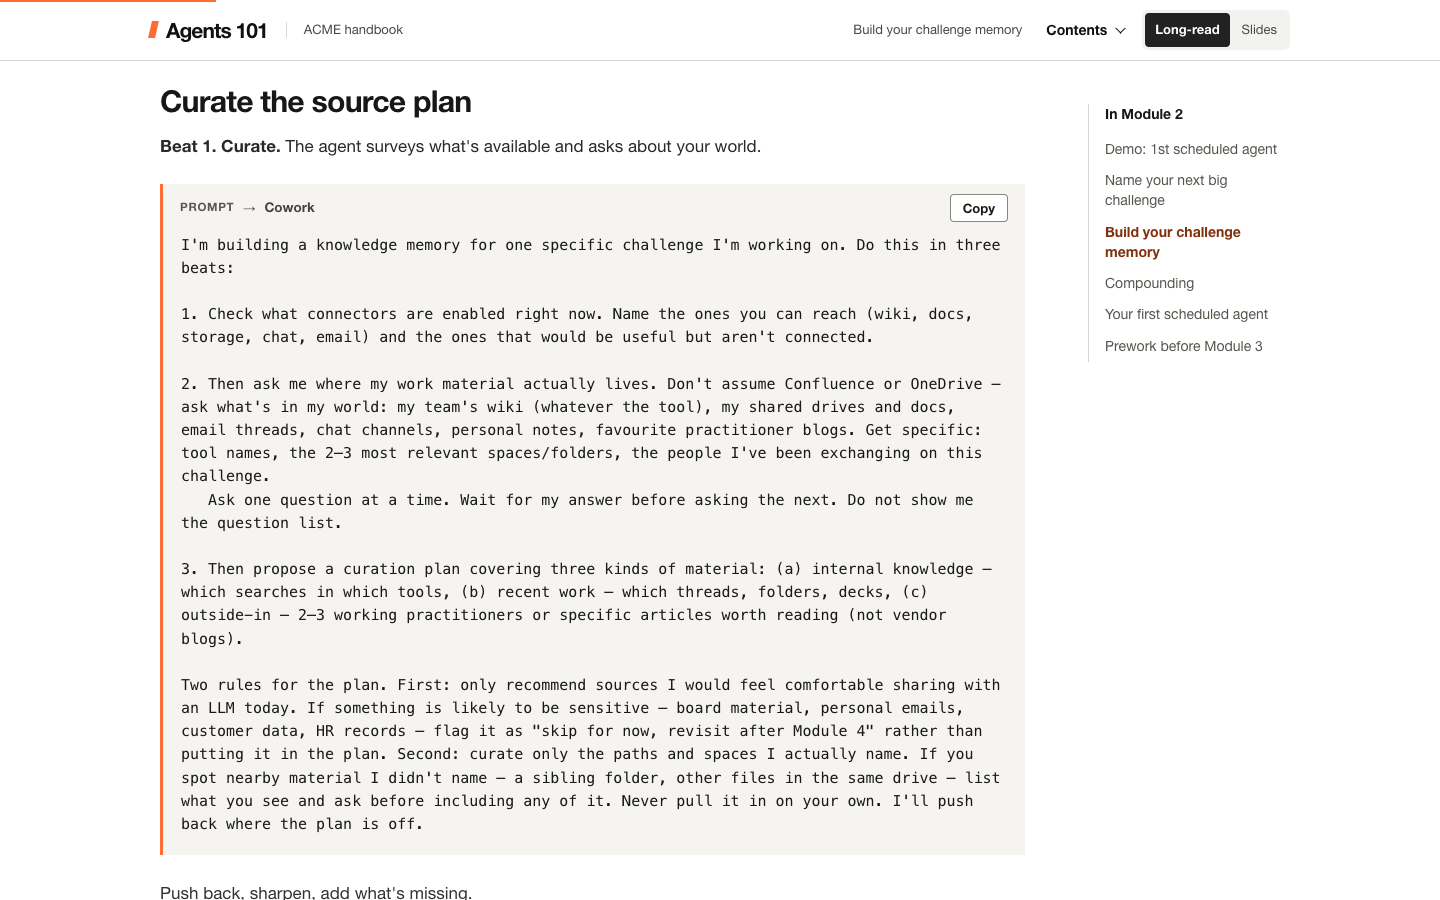 Agents 101
ACME handbook
Build your challenge memory
Contents
Long-read
Slides
Curate the source plan
Beat 1. Curate. The agent surveys what's available and asks about your world.
PROMPT → Cowork
Copy
I'm building a knowledge memory for one specific challenge I'm working on. Do this in three
beats:
1. Check what connectors are enabled right now. Name the ones you can reach (wiki, docs,
storage, chat, email) and the ones that would be useful but aren't connected.
2. Then ask me where my work material actually lives. Don't assume Confluence or OneDrive —
ask what's in my world: my team's wiki (whatever the tool), my shared drives and docs,
email threads, chat channels, personal notes, favourite practitioner blogs. Get specific:
tool names, the 2–3 most relevant spaces/folders, the people I've been exchanging on this
challenge.
Ask one question at a time. Wait for my answer before asking the next. Do not show me
the question list.
3. Then propose a curation plan covering three kinds of material: (a) internal knowledge —
which searches in which tools, (b) recent work — which threads, folders, decks, (c)
outside-in — 2–3 working practitioners or specific articles worth reading (not vendor
blogs).
Two rules for the plan. First: only recommend sources I would feel comfortable sharing with
an LLM today. If something is likely to be sensitive — board material, personal emails,
customer data, HR records — flag it as "skip for now, revisit after Module 4" rather than
putting it in the plan. Second: curate only the paths and spaces I actually name. If you
spot nearby material I didn't name — a sibling folder, other files in the same drive — list
what you see and ask before including any of it. Never pull it in on your own. I'll push
back where the plan is off.
Push back, sharpen, add what's missing.
In Module 2
Demo: 1st scheduled agent
Name your next big
challenge
Build your challenge
memory
Compounding
Your first scheduled agent
Prework before Module 3